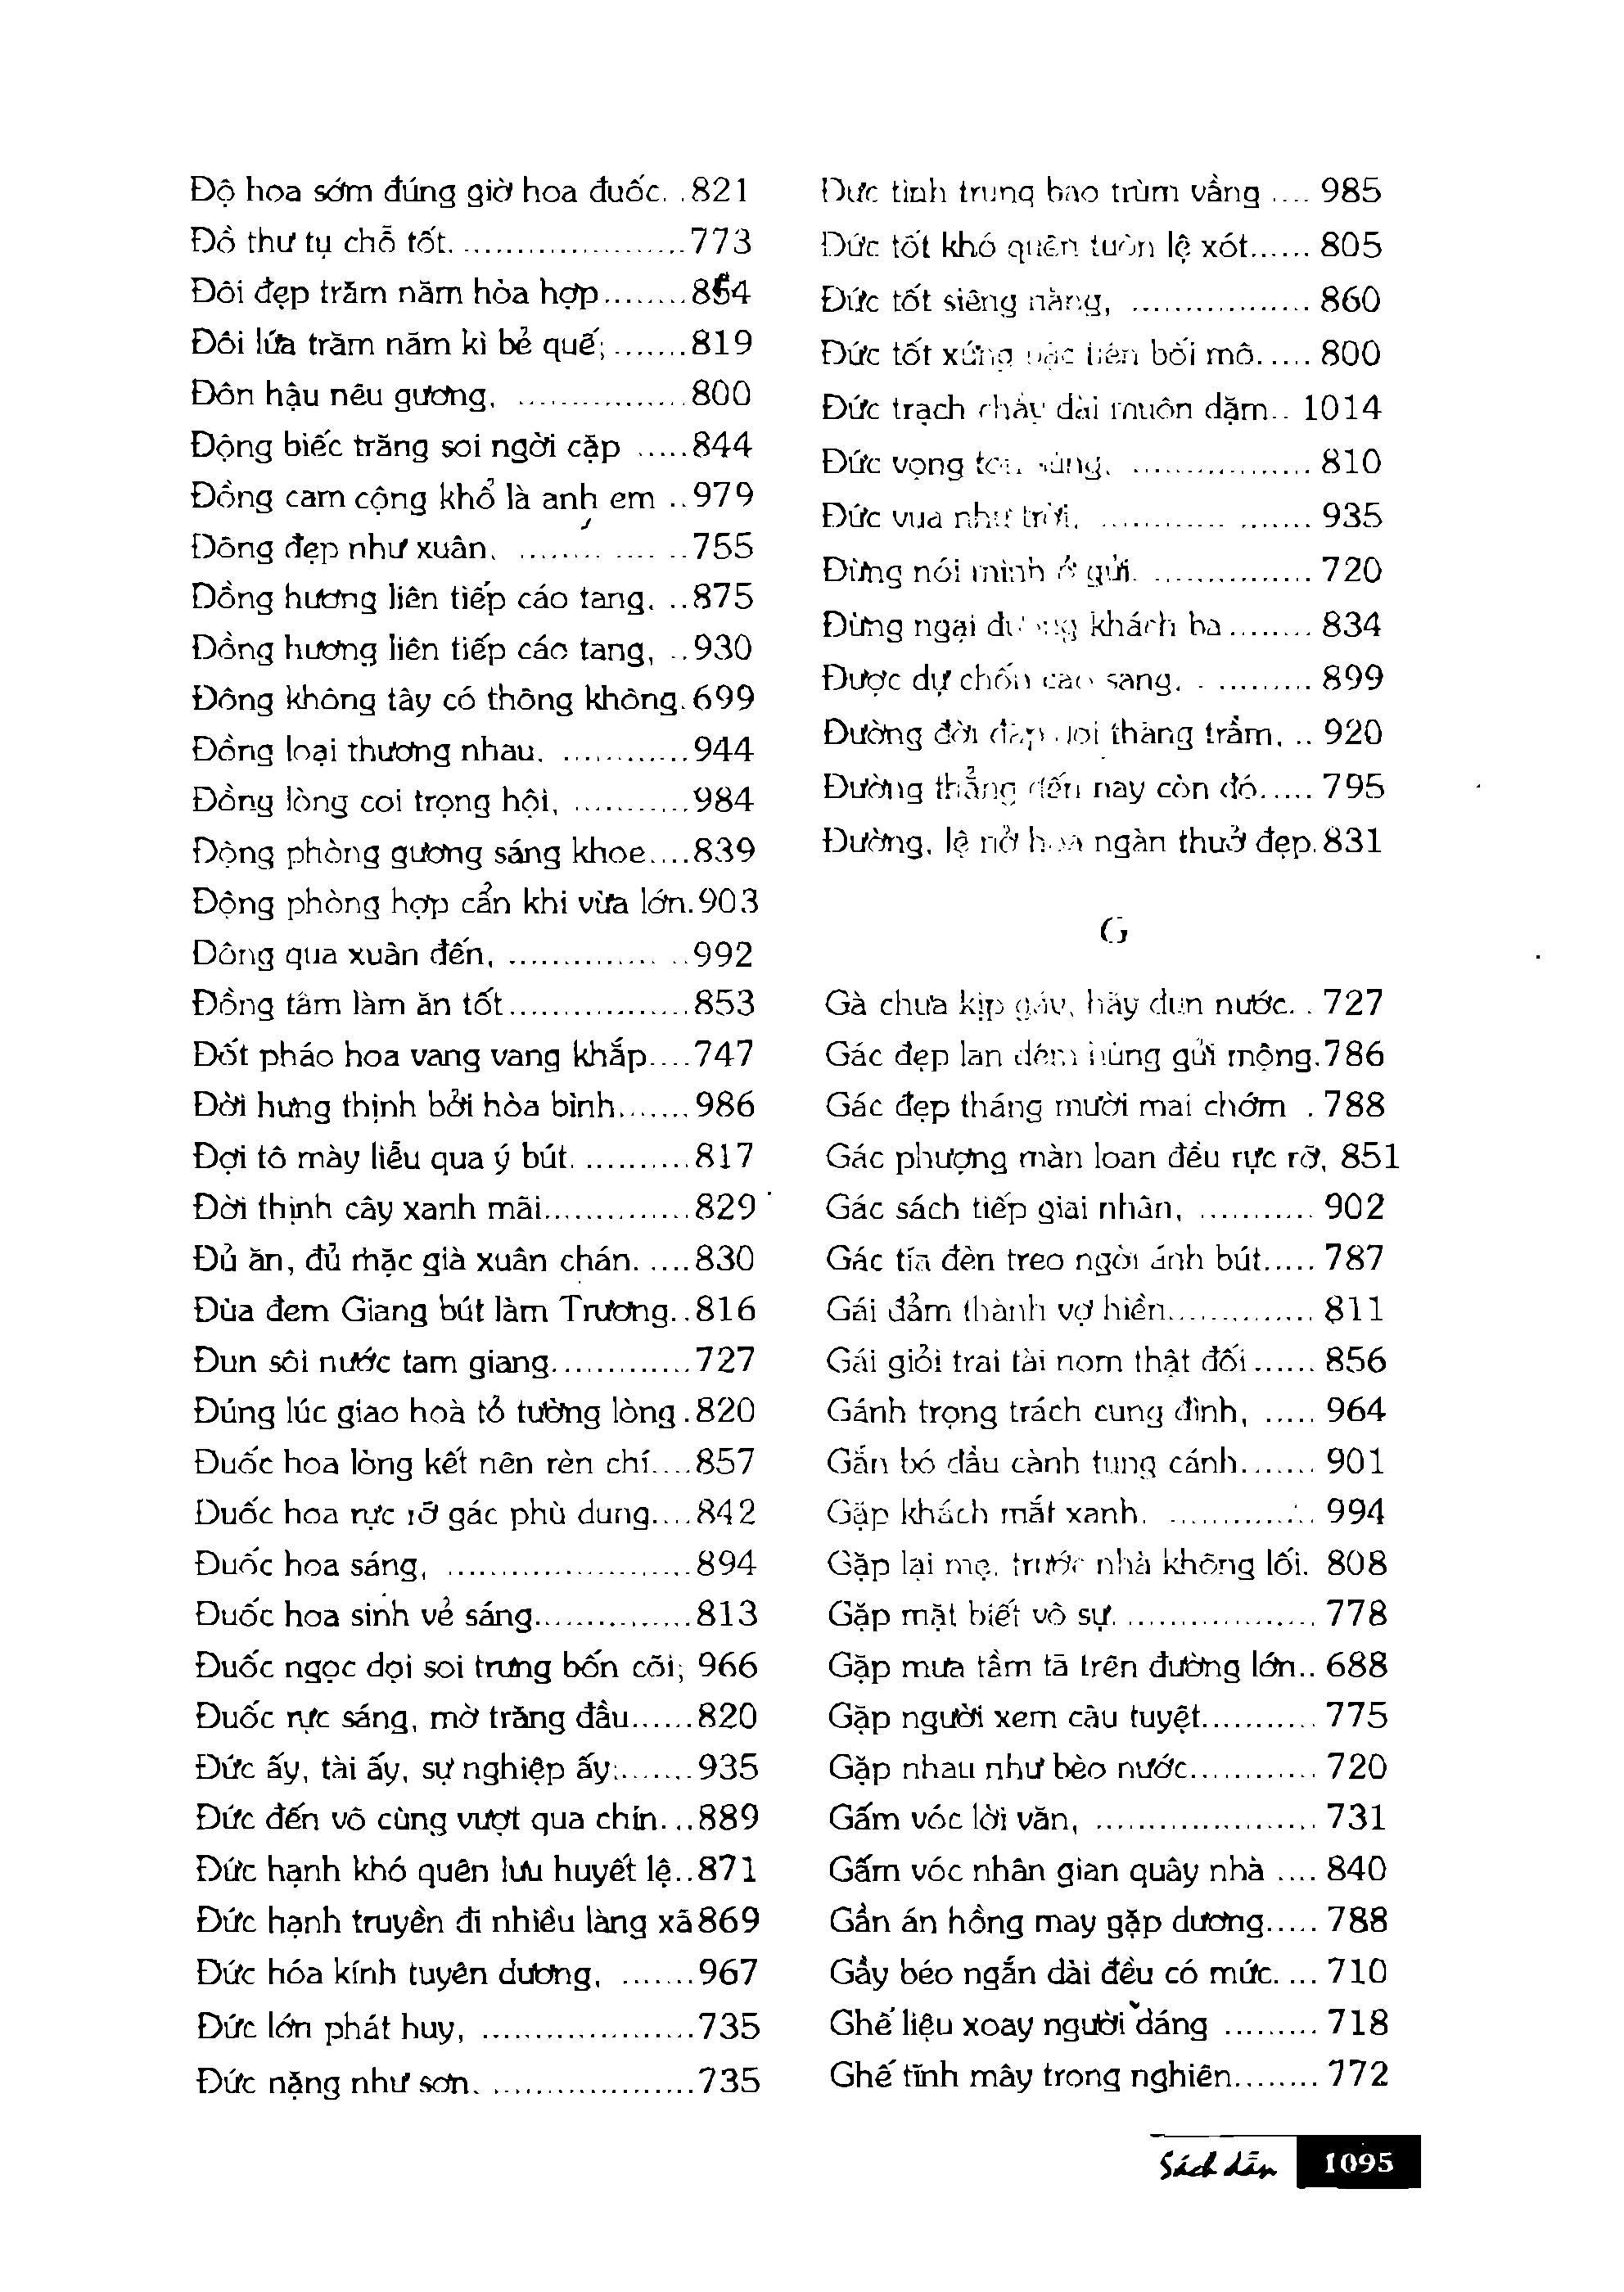 Độ hoa sớm đúng giờ hoa đuốc. .821
Đồ thư tụ chỗ tốt. .....................773
Đôi đẹp trăm năm hòa hợp........854
Đôi lứa trăm năm kì bẻ quế;.......819
Đôn hậu nêu gương, ................800
Động biếc trăng soi ngời cặp .....844
Đồng cam cộng khổ là anh em ..979
Đông đẹp như xuân, ................755
Đồng hương liên tiếp cáo tang, ..875
Đồng hương liên tiếp cáo tang, ..930
Đông không tây có thông không.699
Đồng loại thương nhau, ............944
Đồng lòng coi trọng hội, ...........984
Động phòng gương sáng khoe....839
Động phòng hợp cẩn khi vừa lớn.903
Đông qua xuân đến, .................992
Đồng tâm làm ăn tốt.................853
Đốt pháo hoa vang vang khắp....747
Đời hưng thịnh bởi hòa bình.......986
Đợi tô mày liễu qua ý bút. ..........817
Đời thịnh cây xanh mãi..............829
Đủ ăn, đủ mặc già xuân chán. .....830
Đùa đem Giang bút làm Trương..816
Đun sôi nước tam giang.............727
Đúng lúc giao hoà tỏ tường lòng .820
Đuốc hoa lòng kết nên rèn chí....857
Đuốc hoa rực rỡ gác phù dung....842
Đuốc hoa sáng, .......................894
Đuốc hoa sinh vẻ sáng...............813
Đuốc ngọc dọi soi trưng bốn cõi; 966
Đuốc rực sáng, mờ trăng đầu......820
Đức ấy, tài ấy, sự nghiệp ấy;.......935
Đức đến vô cùng vượt qua chín...889
Đức hạnh khó quên lưu huyết lệ..871
Đức hạnh truyền đi nhiều làng xã869
Đức hóa kính tuyên dương, .......967
Đức lớn phát huy, ....................735
Đức nặng như sơn. ...................735
Đức tình trung bao trùm vầng .... 985
Đức tốt khó quên tuôn lệ xót...... 805
Đức tốt siêng năng, ................. 860
Đức tốt xứng bậc tiên bối mô..... 800
Đức trạch chảy dài muôn dặm.. 1014
Đức vọng ................. 810
Đức vua như trời, .................... 935
Đừng nói mình ở gửi. ............... 720
Đừng ngại đường khách ba........ 834
Được dự chốn cao sang, . ......... 899
Đường đời thăng trầm, .. 920
Đường thẳng đến nay còn đó..... 795
Đường, lệ nở hoa ngàn thuở đẹp.831
G
Gà chưa kịp gáy, hãy đun nước. . 727
Gác đẹp lan đêm hùng gửi mộng.786
Gác đẹp tháng mười mai chớm . 788
Gác phượng màn loan đều rực rỡ, 851
Gác sách tiếp giai nhân, ........... 902
Gác tía đèn treo ngời ánh bút..... 787
Gái đảm thành vợ hiền.............. 811
Gái giỏi trai tài nom thật đối...... 856
Gánh trọng trách cung đình, ..... 964
Gắn bó đầu cành tung cánh....... 901
Gặp khách mắt xanh. .............. 994
Gặp lại mẹ, trước nhà không lối. 808
Gặp mặt biết vô sự. .................. 778
Gặp mưa tầm tã trên đường lớn.. 688
Gặp người xem câu tuyệt........... 775
Gặp nhau như bèo nước............ 720
Gấm vóc lời văn, ..................... 731
Gấm vóc nhân gian quây nhà .... 840
Gần án hồng may gặp dương..... 788
Gầy béo ngắn dài đều có mức. ... 710
Ghế liệu xoay người dáng ......... 718
Ghế tĩnh mây trong nghiên........ 772
Sách dẫn 1095